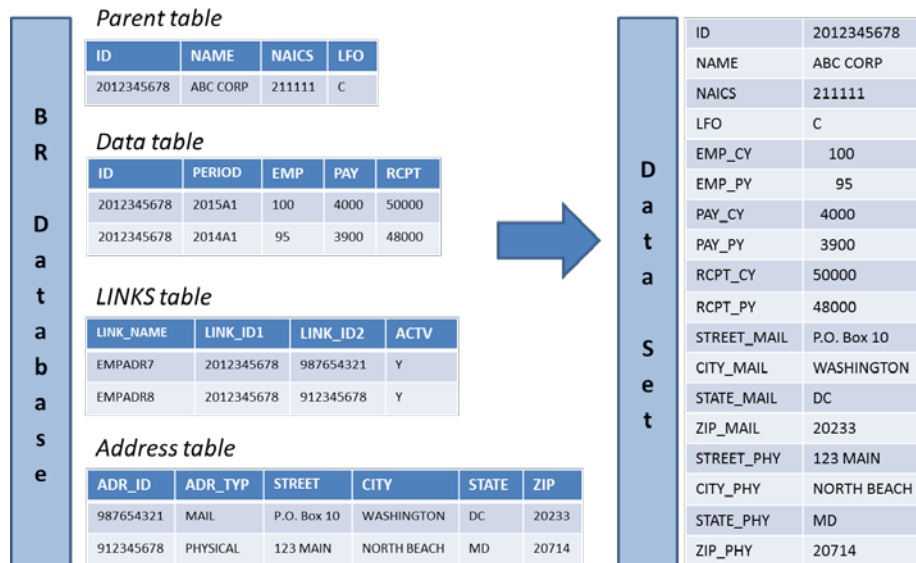 BR Database
Parent table
ID NAME NAICS LFO
2012345678 ABC CORP 211111 C
Data table
ID PERIOD EMP PAY RCPT
2012345678 2015A1 100 4000 50000
2012345678 2014A1 95 3900 48000
LINKS table
LINK_NAME LINK_ID1 LINK_ID2 ACTV
EMPADR7 2012345678 987654321 Y
EMPADR8 2012345678 912345678 Y
Address table
ADR_ID ADR_TYP STREET CITY STATE ZIP
987654321 MAIL P.O. Box 10 WASHINGTON DC 20233
912345678 PHYSICAL 123 MAIN NORTH BEACH MD 20714
Data Set
ID 2012345678
NAME ABC CORP
NAICS 211111
LFO C
EMP_CY 100
EMP_PY 95
PAY_CY 4000
PAY_PY 3900
RCPT_CY 50000
RCPT_PY 48000
STREET_MAIL P.O. Box 10
CITY_MAIL WASHINGTON
STATE_MAIL DC
ZIP_MAIL 20233
STREET_PHY 123 MAIN
CITY_PHY NORTH BEACH
STATE_PHY MD
ZIP_PHY 20714